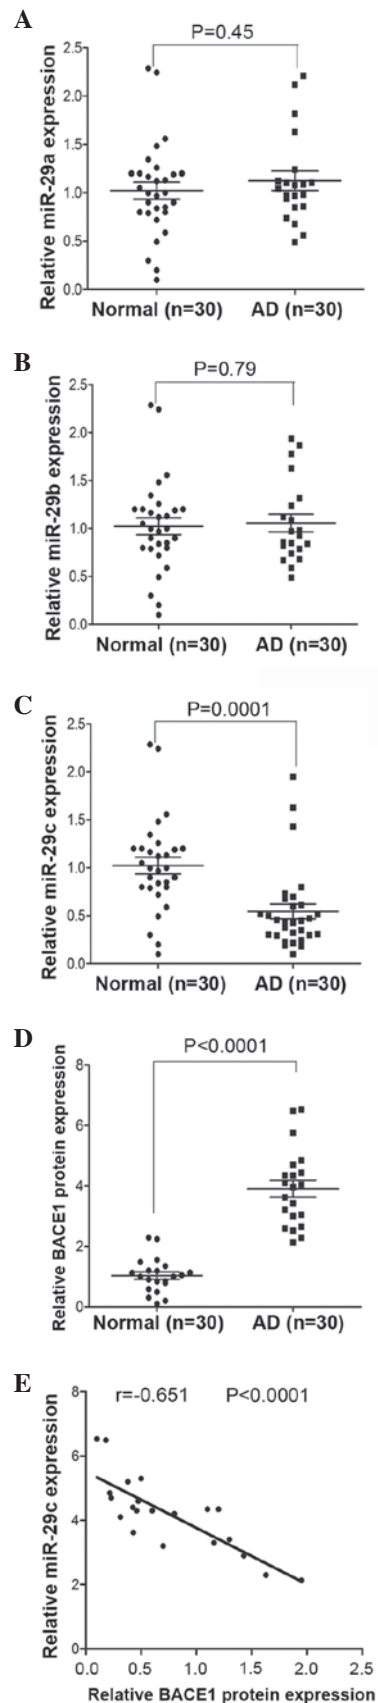 A
P=0.45
2.5
2.0
1.5
1.0
0.5
0.0
Relative miR-29a expression
Normal (n=30) AD (n=30)
B
P=0.79
2.5
2.0
1.5
1.0
0.5
0.0
Relative miR-29b expression
Normal (n=30) AD (n=30)
C
P=0.0001
2.5
2.0
1.5
1.0
0.5
0.0
Relative miR-29c expression
Normal (n=30) AD (n=30)
D
P<0.0001
8
6
4
2
0
Relative BACE1 protein expression
Normal (n=30) AD (n=30)
E
r=-0.651 P<0.0001
8
6
4
2
0
Relative miR-29c expression
0.0 0.5 1.0 1.5 2.0 2.5
Relative BACE1 protein expression